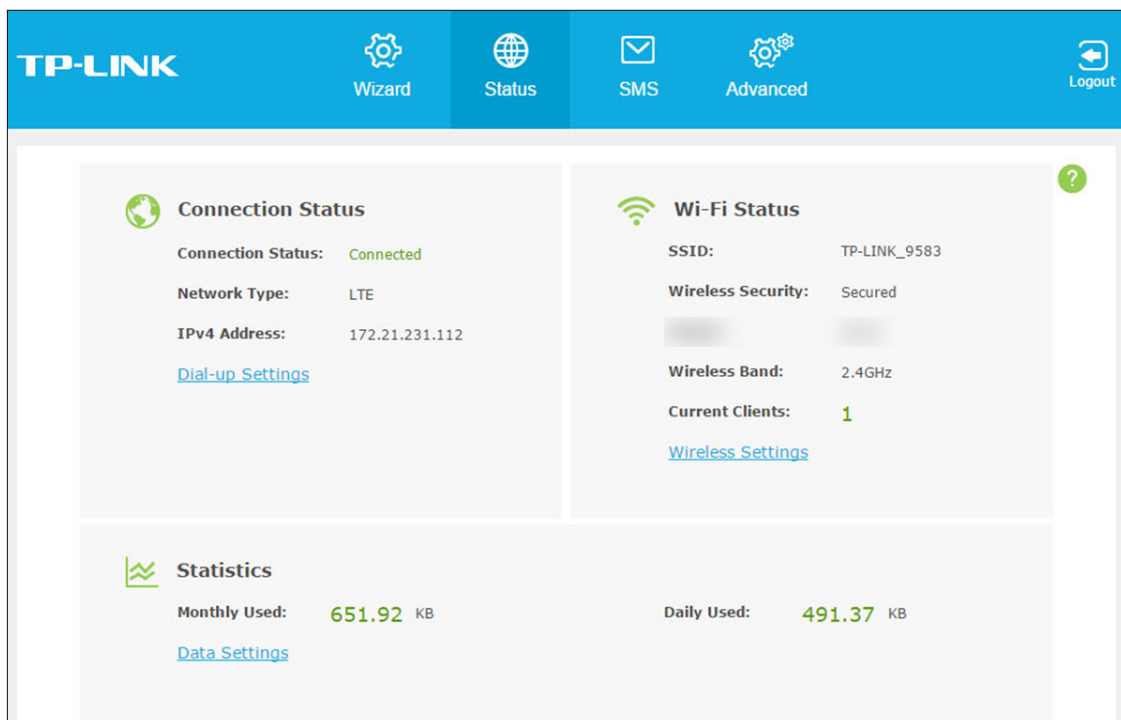 TP-LINK
Wizard
Status
SMS
Advanced
Logout
?
Connection Status
Connection Status: Connected
Network Type: LTE
IPv4 Address: 172.21.231.112
Dial-up Settings
Wi-Fi Status
SSID: TP-LINK_9583
Wireless Security: Secured
Wireless Band: 2.4GHz
Current Clients: 1
Wireless Settings
Statistics
Monthly Used: 651.92 KB
Daily Used: 491.37 KB
Data Settings